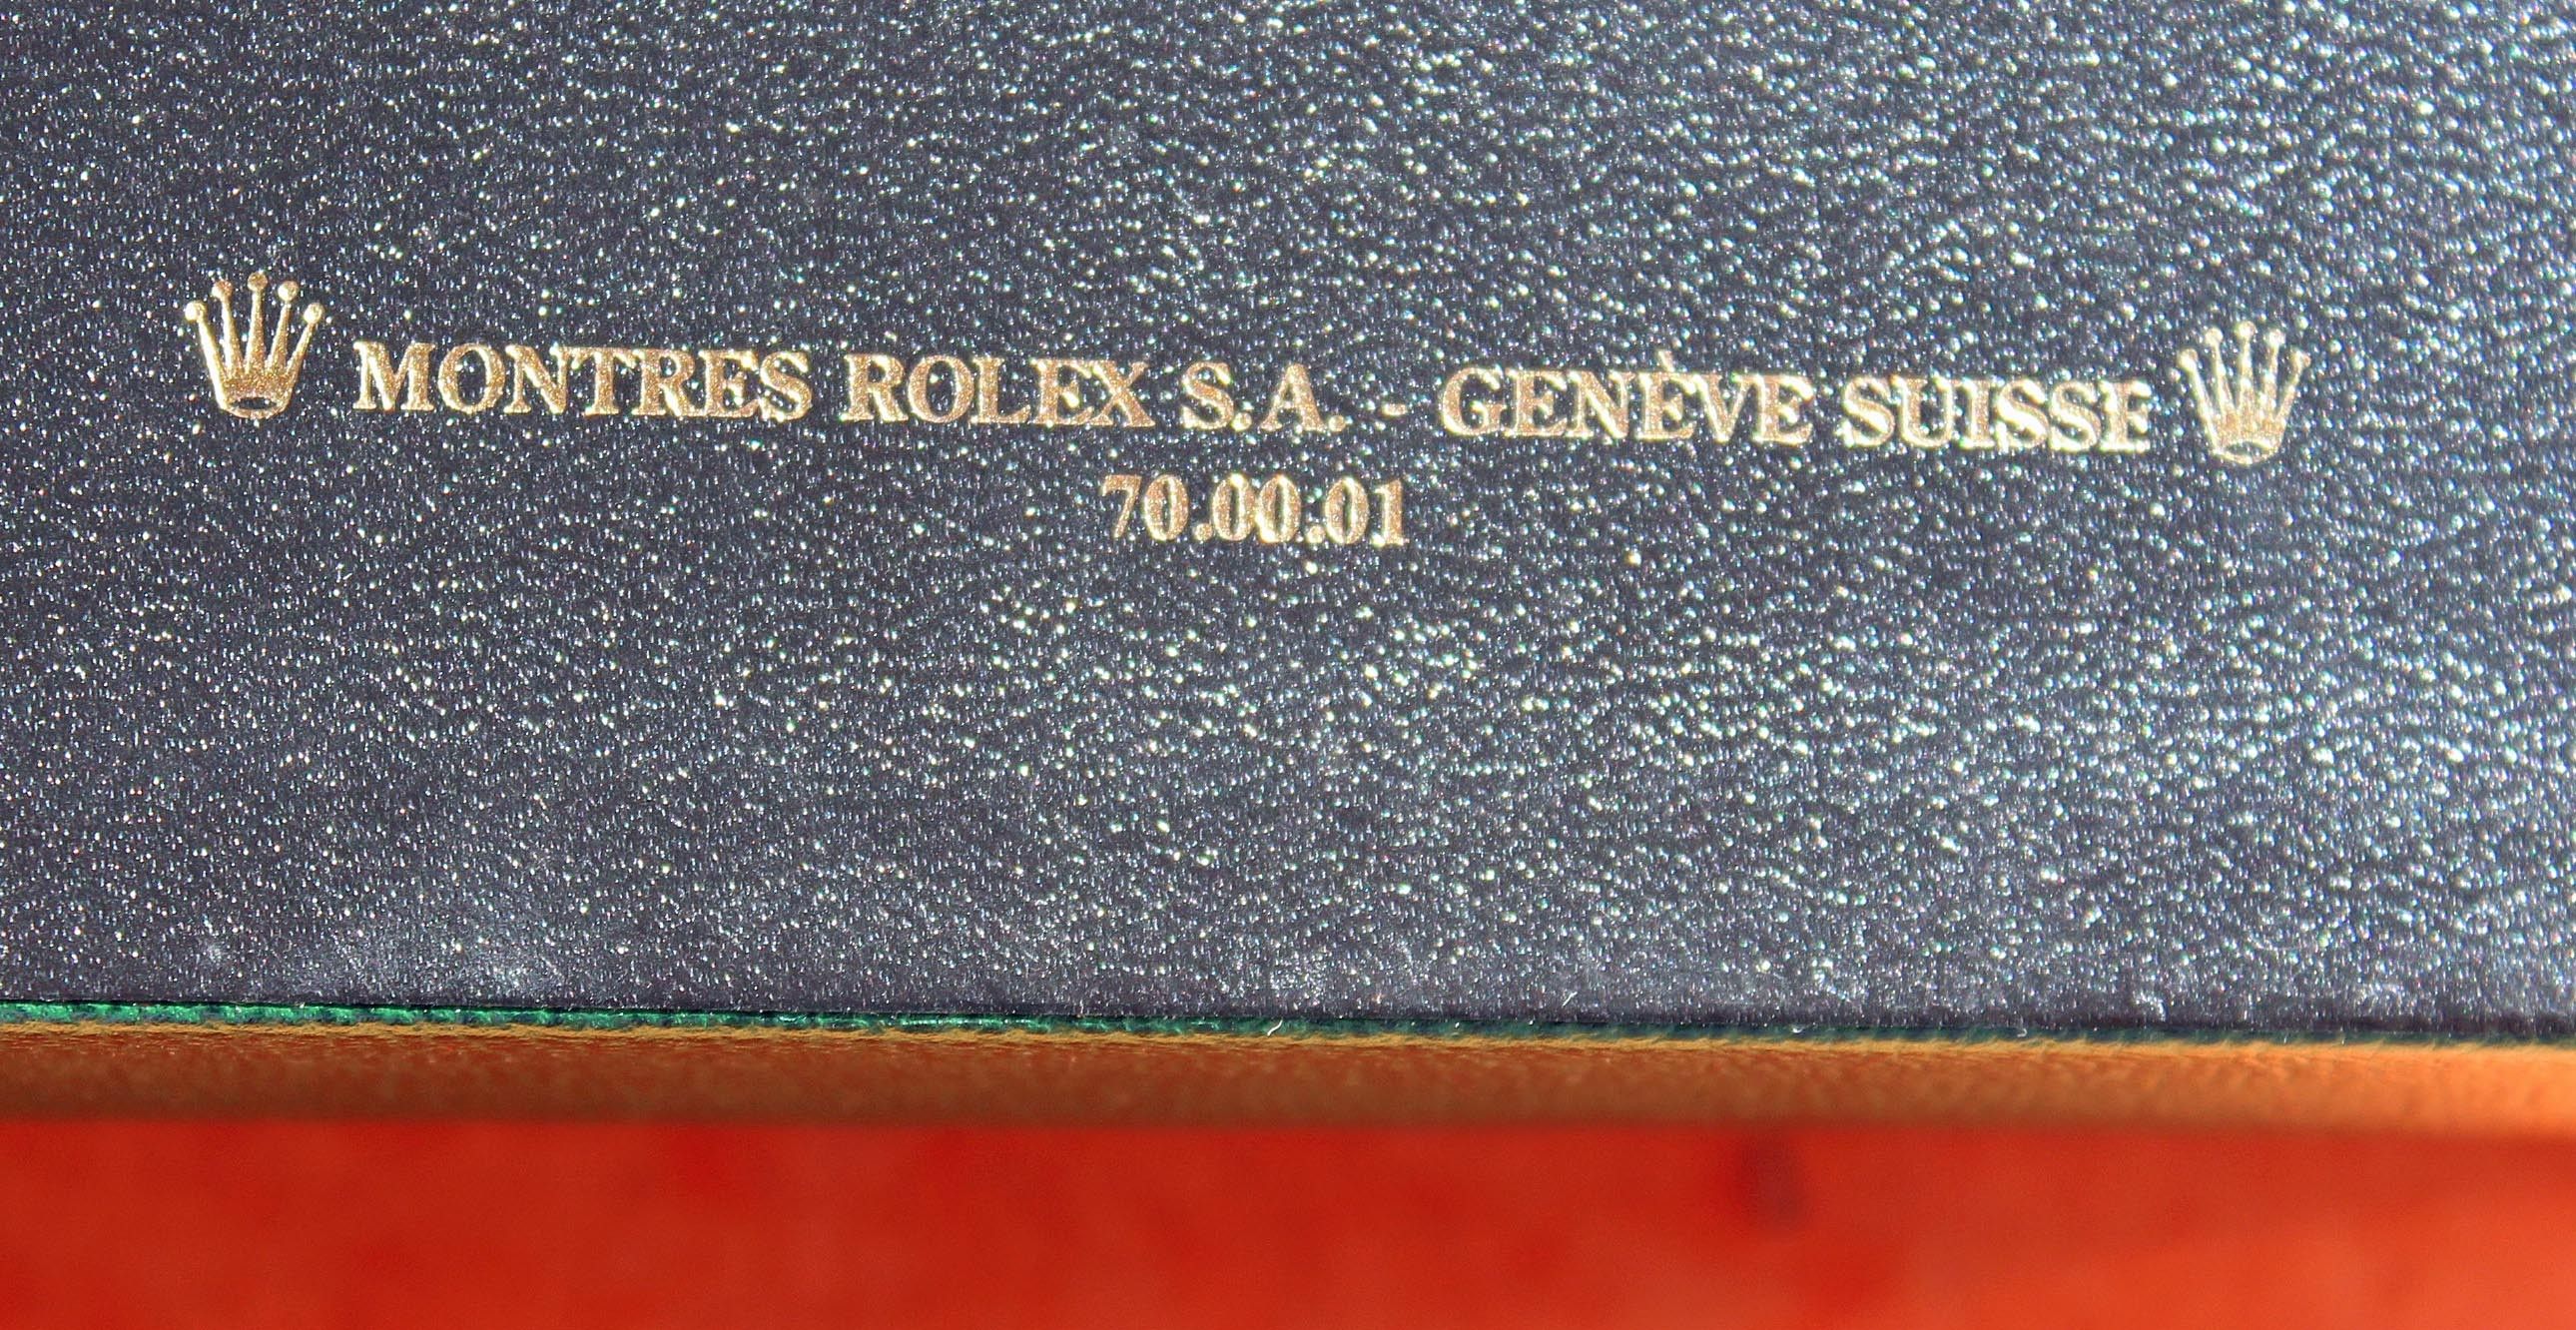 MONTRES ROLEX S.A. - GENÈVE SUISSE
70.00.01